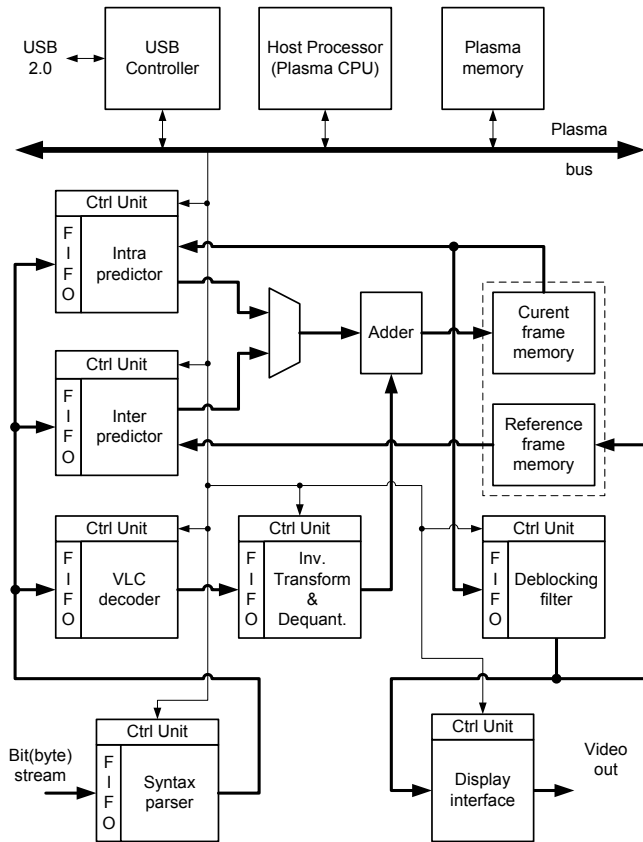 USB
2.0
USB
Controller
Host Processor
(Plasma CPU)
Plasma
memory
Plasma
bus
Ctrl Unit
F
I
F
O
Intra
predictor
Adder
Curent
frame
memory
Ctrl Unit
F
I
F
O
Inter
predictor
Reference
frame
memory
Ctrl Unit
F
I
F
O
VLC
decoder
Ctrl Unit
F
I
F
O
Inv.
Transform
&
Dequant.
Ctrl Unit
F
I
F
O
Deblocking
filter
Bit(byte)
stream
Ctrl Unit
F
I
F
O
Syntax
parser
Ctrl Unit
Display
interface
Video
out